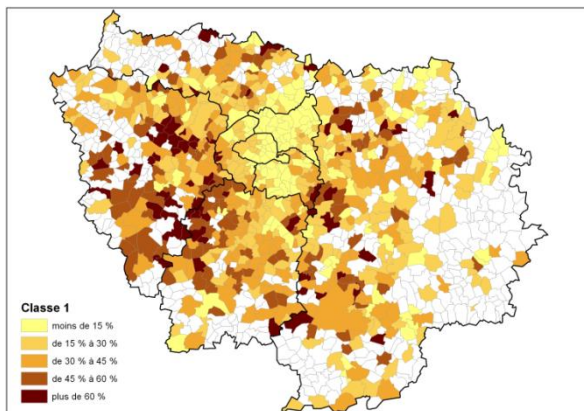 Classe 1
moins de 15 %
de 15 % à 30 %
de 30 % à 45 %
de 45 % à 60 %
plus de 60 %